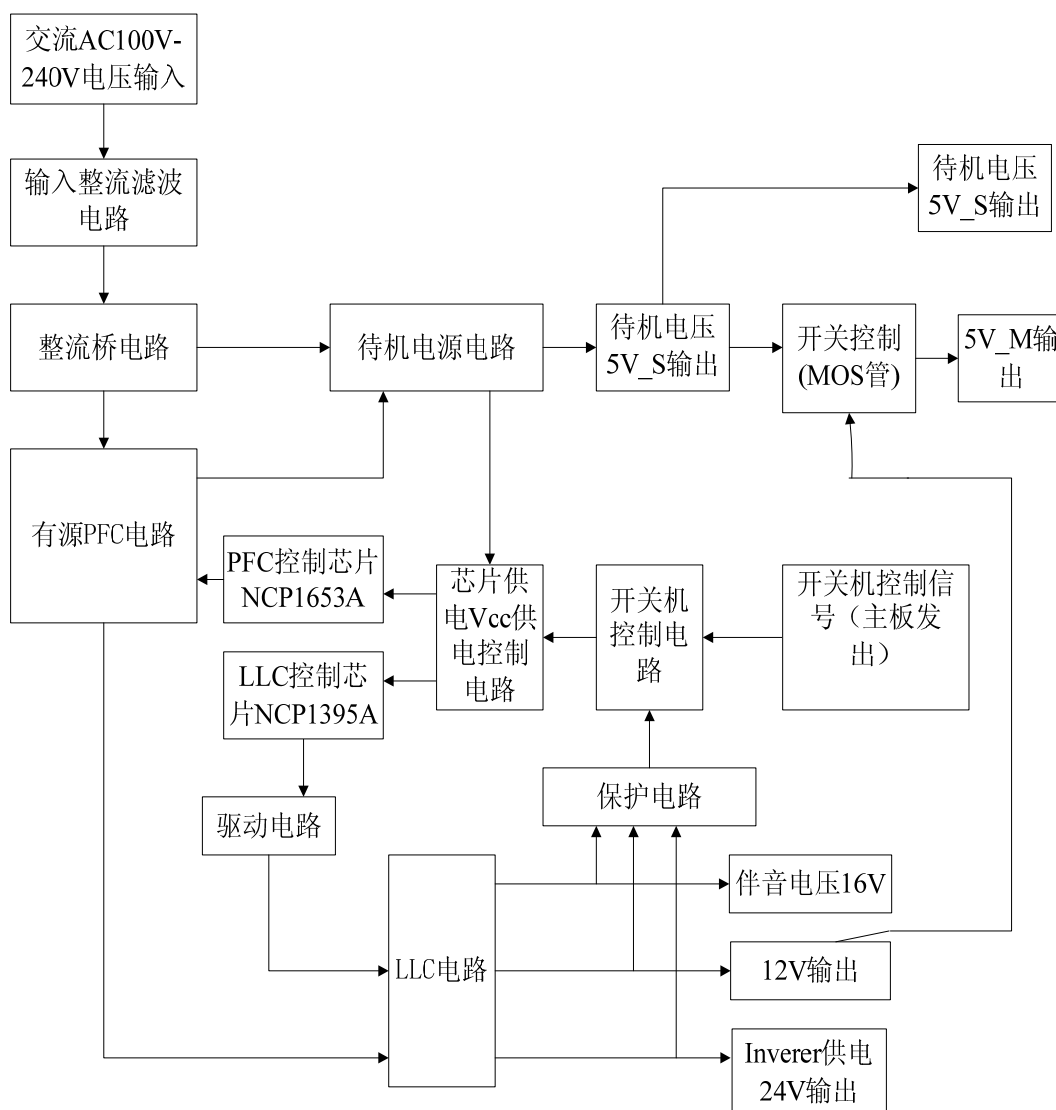 交流AC100V-
240V电压输入
输入整流滤波
电路
待机电压
5V_S输出
整流桥电路
待机电源电路
待机电压
5V_S输出
开关控制
(MOS管)
5V_M输
出
有源PFC电路
PFC控制芯片
NCP1653A
芯片供
电Vcc供
电控制
电路
开关机
控制电
路
开关机控制信
号（主板发
出）
LLC控制芯
片NCP1395A
保护电路
驱动电路
LLC电路
伴音电压16V
12V输出
Inverer供电
24V输出